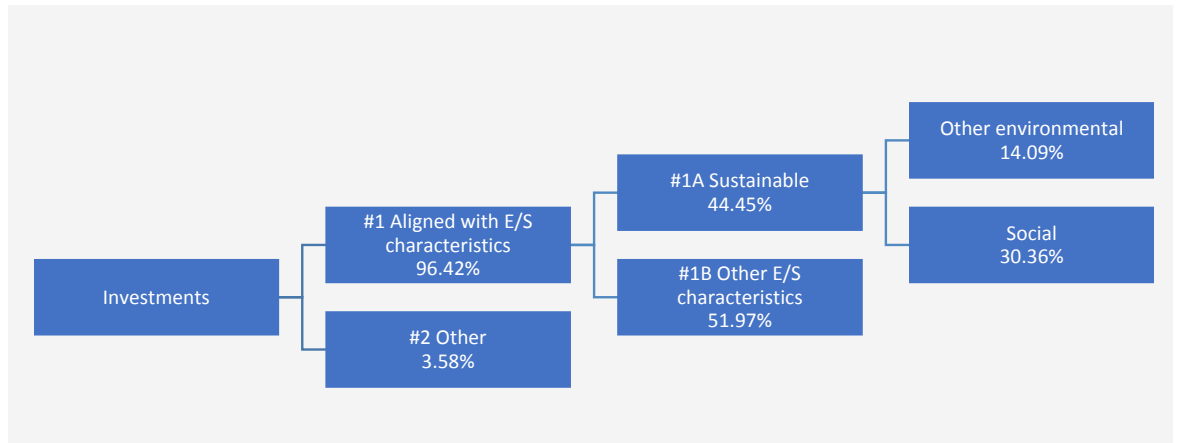 Investments
#1 Aligned with E/S
characteristics
96.42%
#2 Other
3.58%
#1A Sustainable
44.45%
#1B Other E/S
characteristics
51.97%
Other environmental
14.09%
Social
30.36%